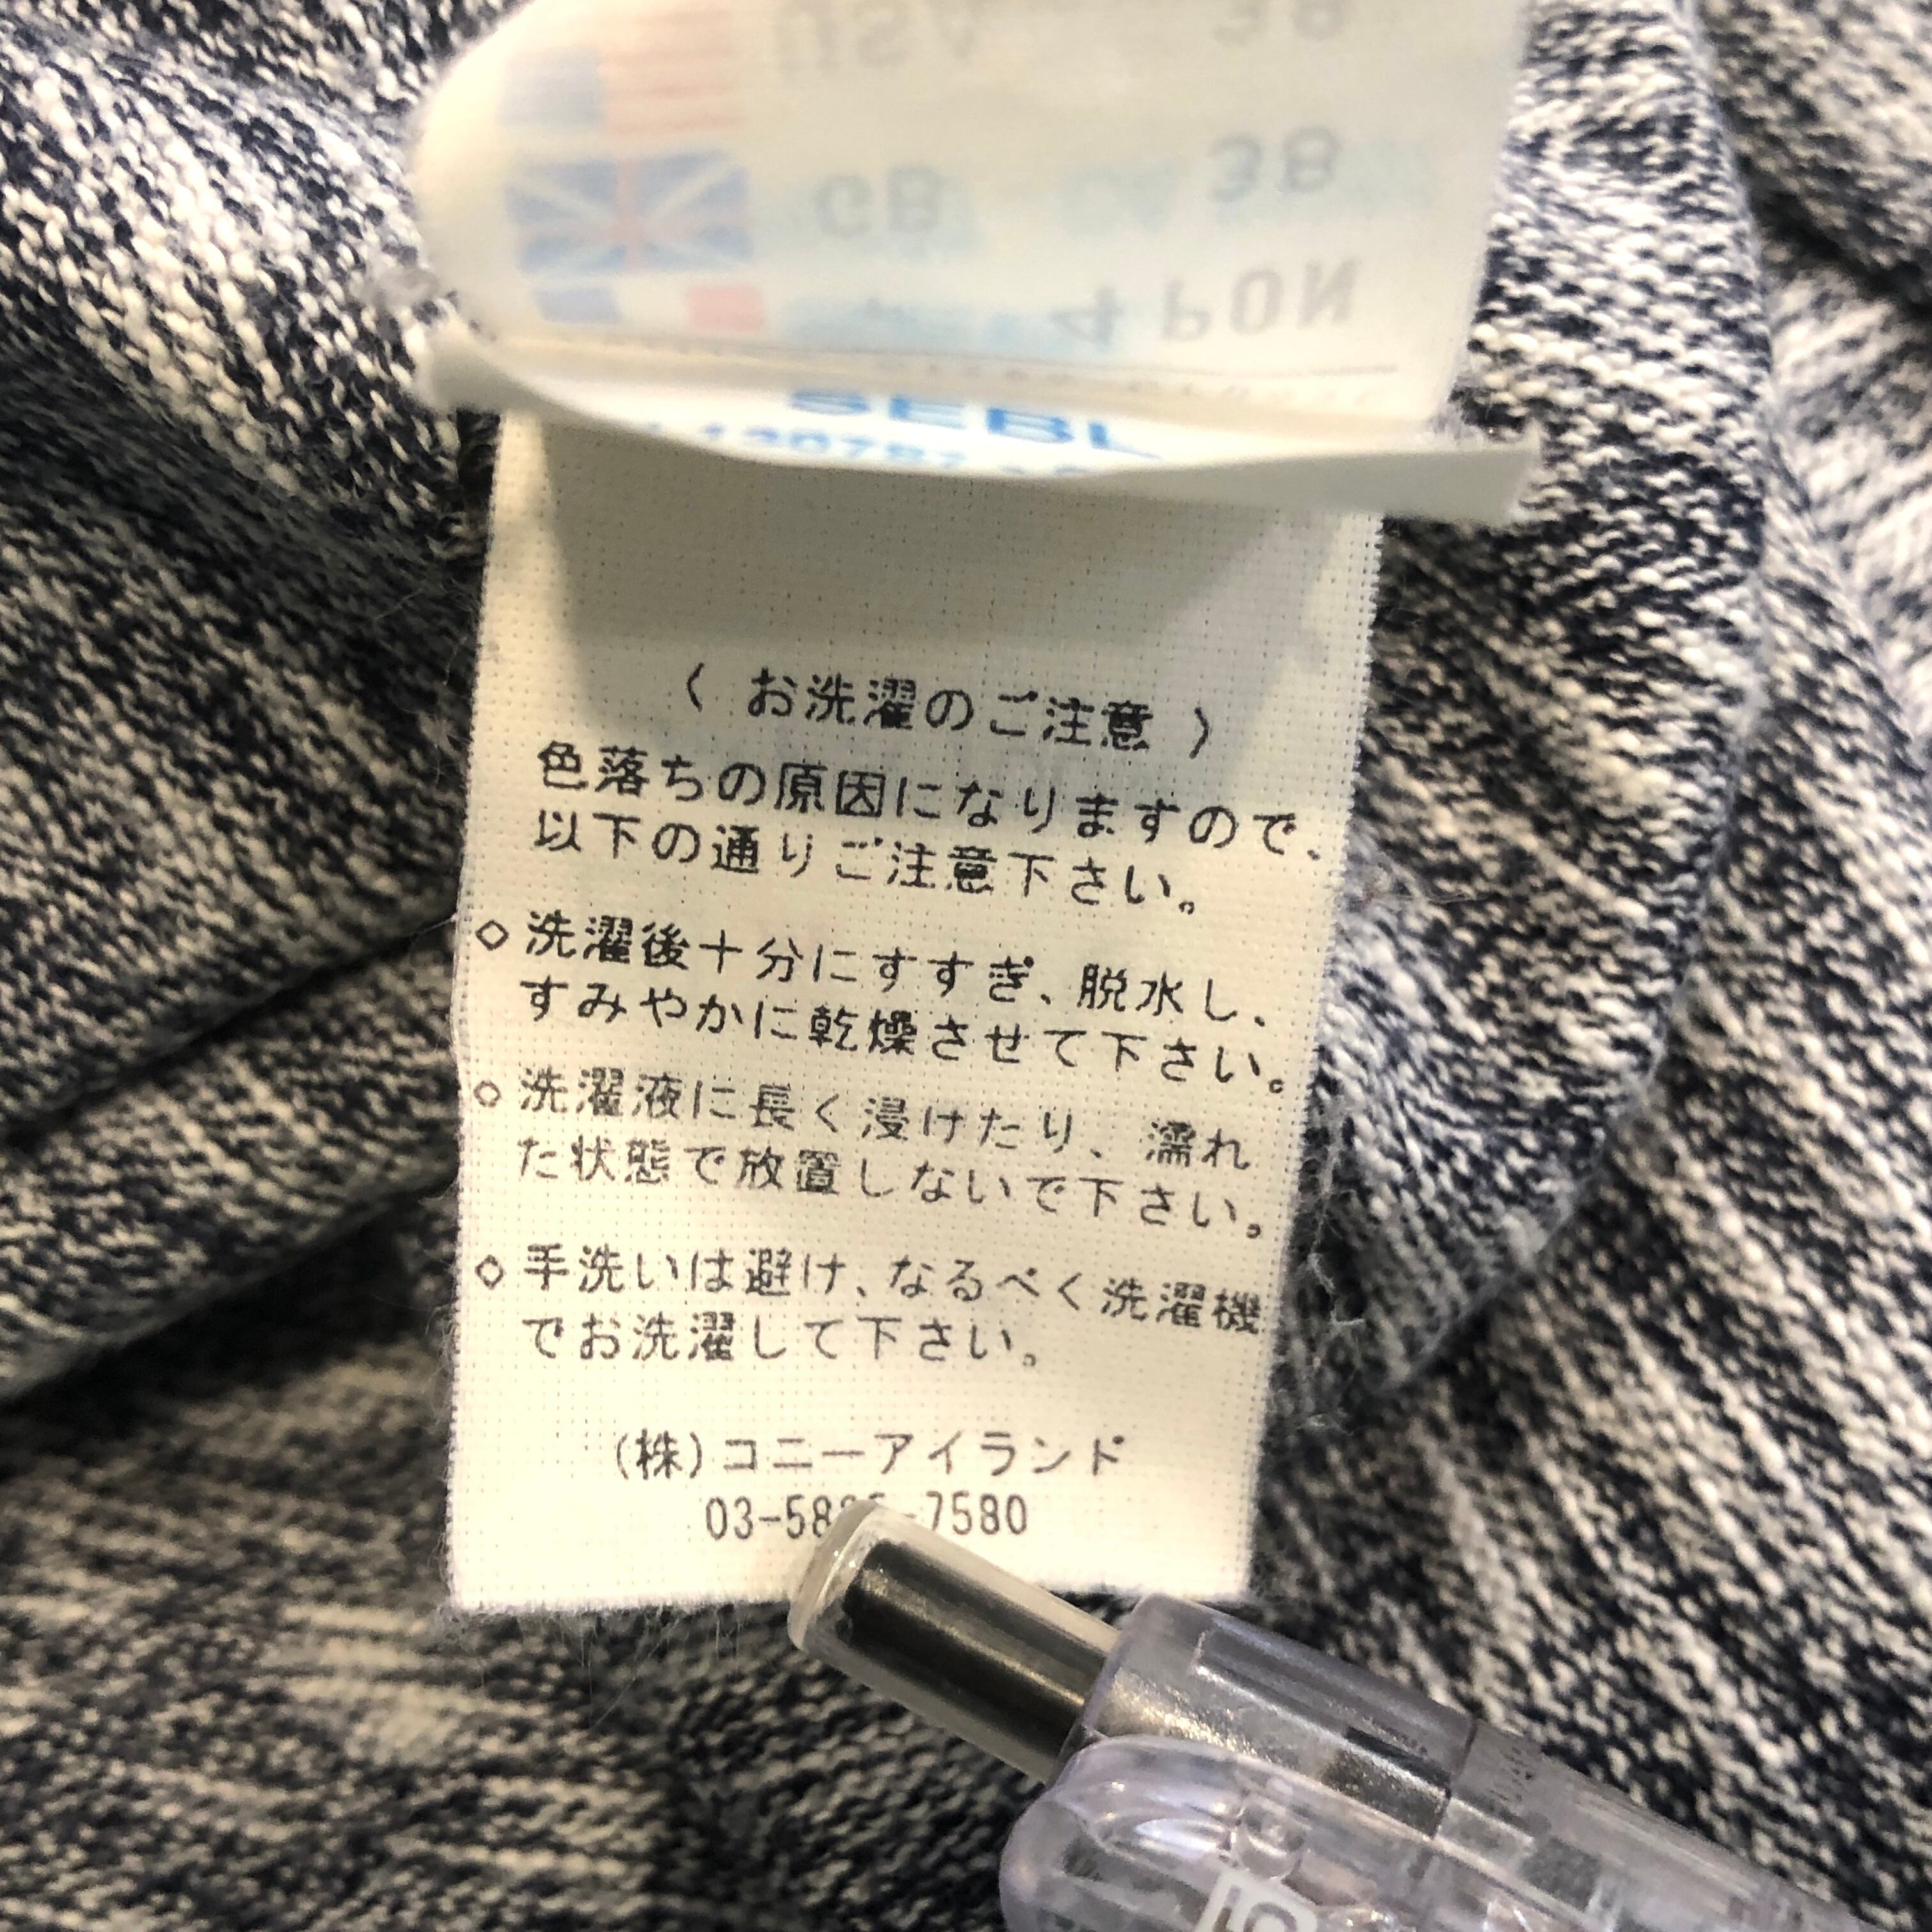 SEBL
〈 お洗濯のご注意 〉
色落ちの原因になりますので、
以下の通りご注意下さい。
◇ 洗濯後十分にすすぎ、脱水し、
すみやかに乾燥させて下さい。
◇ 洗濯液に長く浸けたり、濡れ
た状態で放置しないで下さい。
◇ 手洗いは避け、なるべく洗濯機
でお洗濯して下さい。
(株)コニーアイランド
-7580